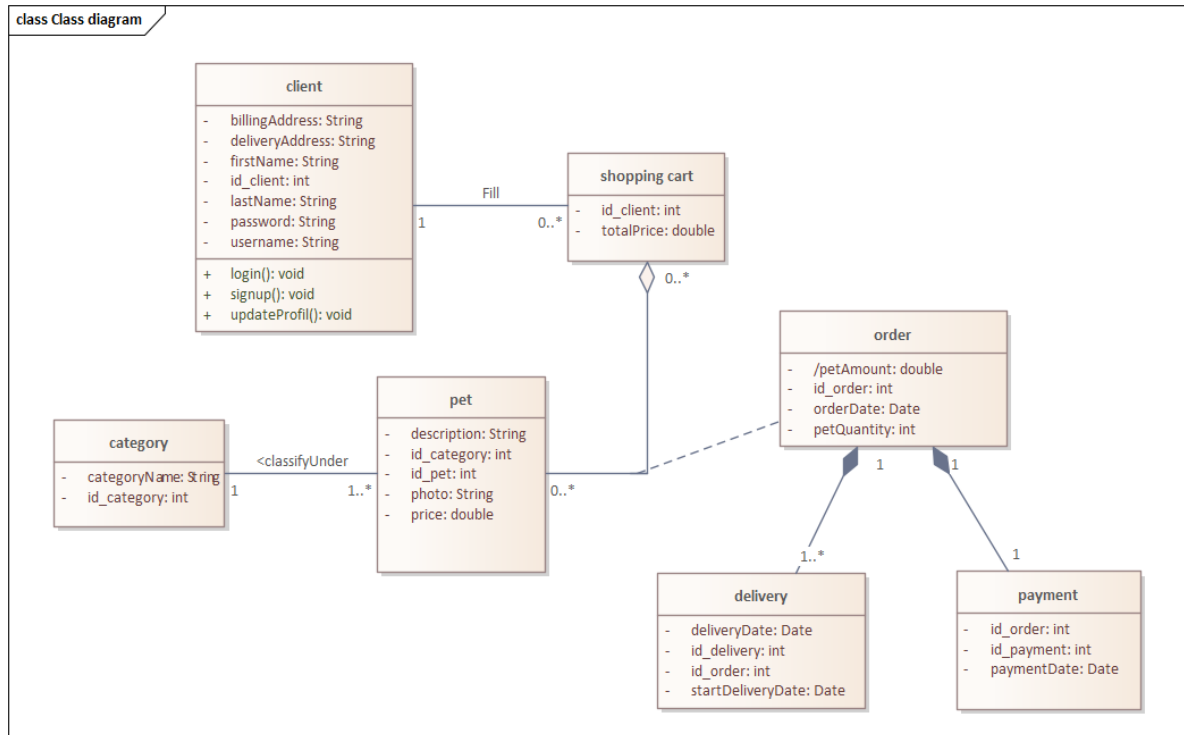 class Class diagram
client
- billingAddress: String
- deliveryAddress: String
- firstName: String
- id_client: int
- lastName: String
- password: String
- username: String
+ login(): void
+ signup(): void
+ updateProfil(): void
Fill
1
0..*
shopping cart
- id_client: int
- totalPrice: double
0..*
order
- /petAmount: double
- id_order: int
- orderDate: Date
- petQuantity: int
pet
- description: String
- id_category: int
- id_pet: int
- photo: String
- price: double
category
- categoryName: String
- id_category: int
<classifyUnder
1
1..*
0..*
1
1
1..*
1
delivery
- deliveryDate: Date
- id_delivery: int
- id_order: int
- startDeliveryDate: Date
payment
- id_order: int
- id_payment: int
- paymentDate: Date